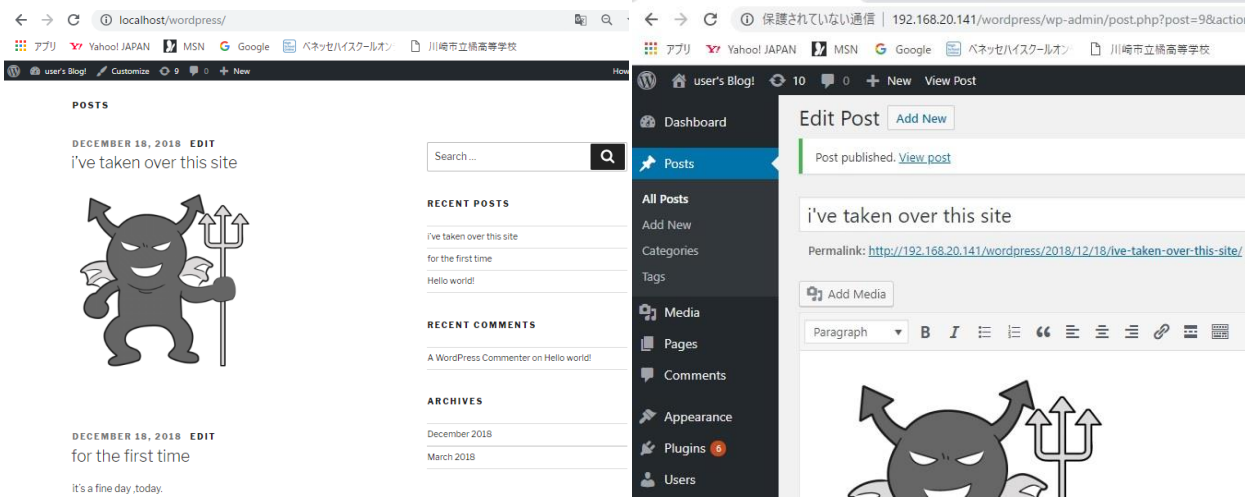 localhost/wordpress/
アプリ Yahoo! JAPAN MSN G Google ベネッセハイスクールオン 川崎市立橘高等学校
user's Blog! Customize 9 0 + New How
POSTS
DECEMBER 18, 2018 EDIT
i've taken over this site
for the first time
DECEMBER 18, 2018 EDIT
it's a fine day ,today.
Search ...
RECENT POSTS
i've taken over this site
for the first time
Hello world!
RECENT COMMENTS
A WordPress Commenter on Hello world!
ARCHIVES
December 2018
March 2018
保護されていない通信 | 192.168.20.141/wordpress/wp-admin/post.php?post=9&action
アプリ Yahoo! JAPAN MSN G Google ベネッセハイスクールオン 川崎市立橘高等学校
user's Blog! 10 0 + New View Post
Dashboard
Posts
All Posts
Add New
Categories
Tags
Media
Pages
Comments
Appearance
Plugins 6
Users
Edit Post Add New
Post published. View post
i've taken over this site
Permalink: http://192.168.20.141/wordpress/2018/12/18/ive-taken-over-this-site/
Add Media
Paragraph B I